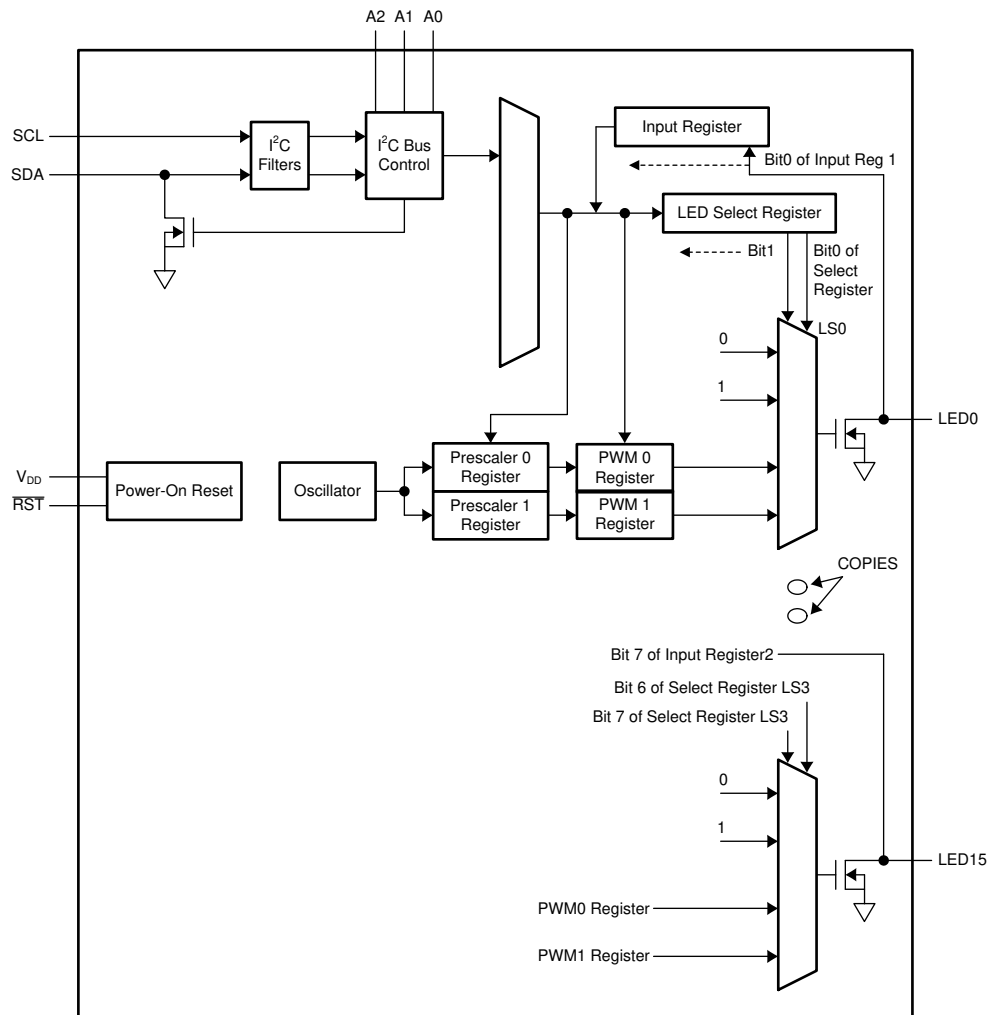 A2 A1 A0
SCL
SDA
I²C
Filters
I²C Bus
Control
Input Register
Bit0 of Input Reg 1
LED Select Register
Bit1
Bit0 of
Select
Register
LS0
0
1
LED0
VDD
RST
Power-On Reset
Oscillator
Prescaler 0
Register
PWM 0
Register
Prescaler 1
Register
PWM 1
Register
COPIES
Bit 7 of Input Register2
Bit 6 of Select Register LS3
Bit 7 of Select Register LS3
0
1
LED15
PWM0 Register
PWM1 Register